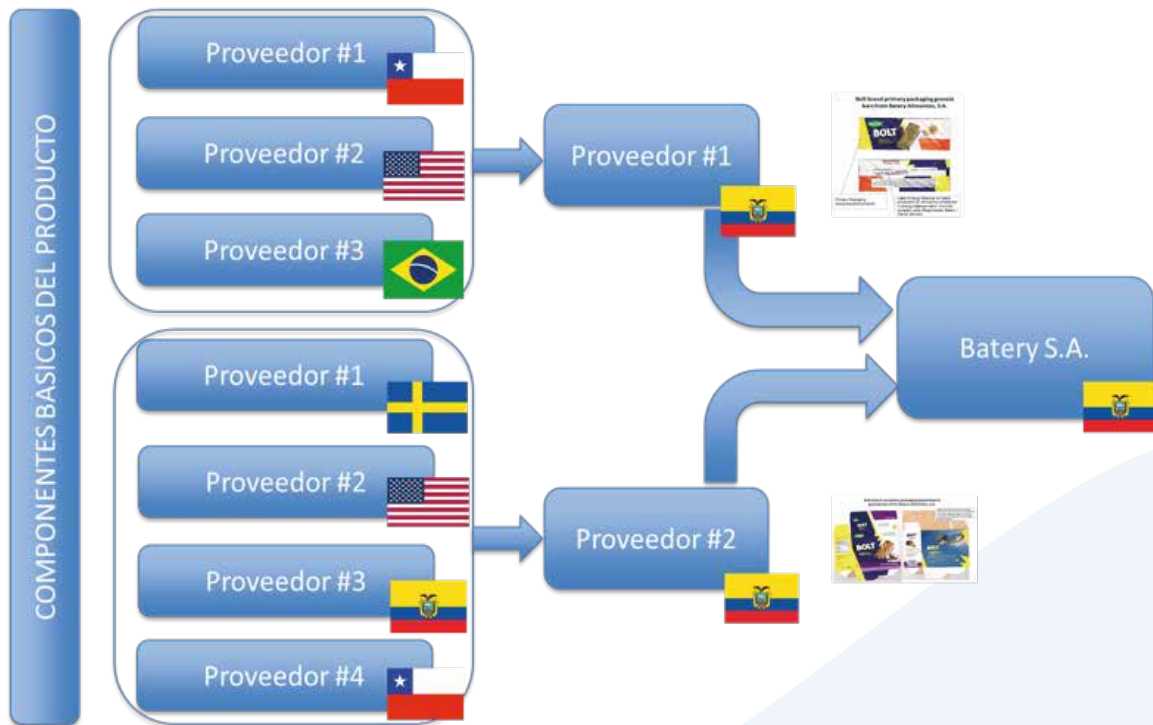 COMPONENTES BASICOS DEL PRODUCTO
Proveedor #1
Proveedor #2
Proveedor #3
Proveedor #1
Proveedor #2
Proveedor #3
Proveedor #4
Proveedor #1
Proveedor #2
Batery S.A.
BOLT
BOLT
BOLT